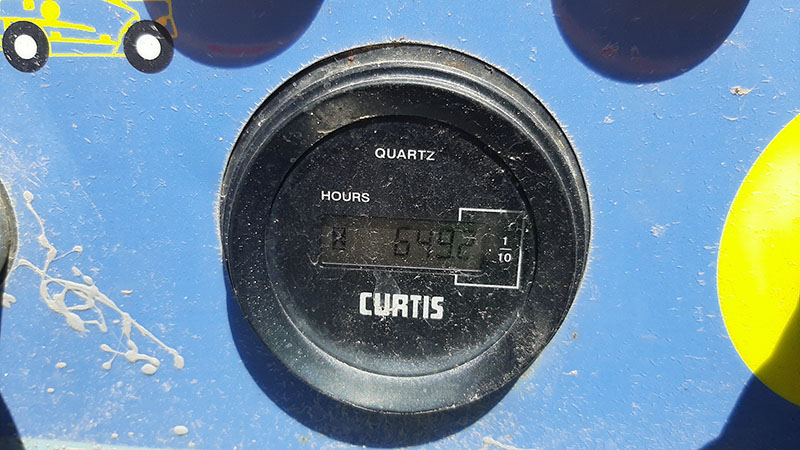 QUARTZ
HOURS
6492
1/10
CURTIS